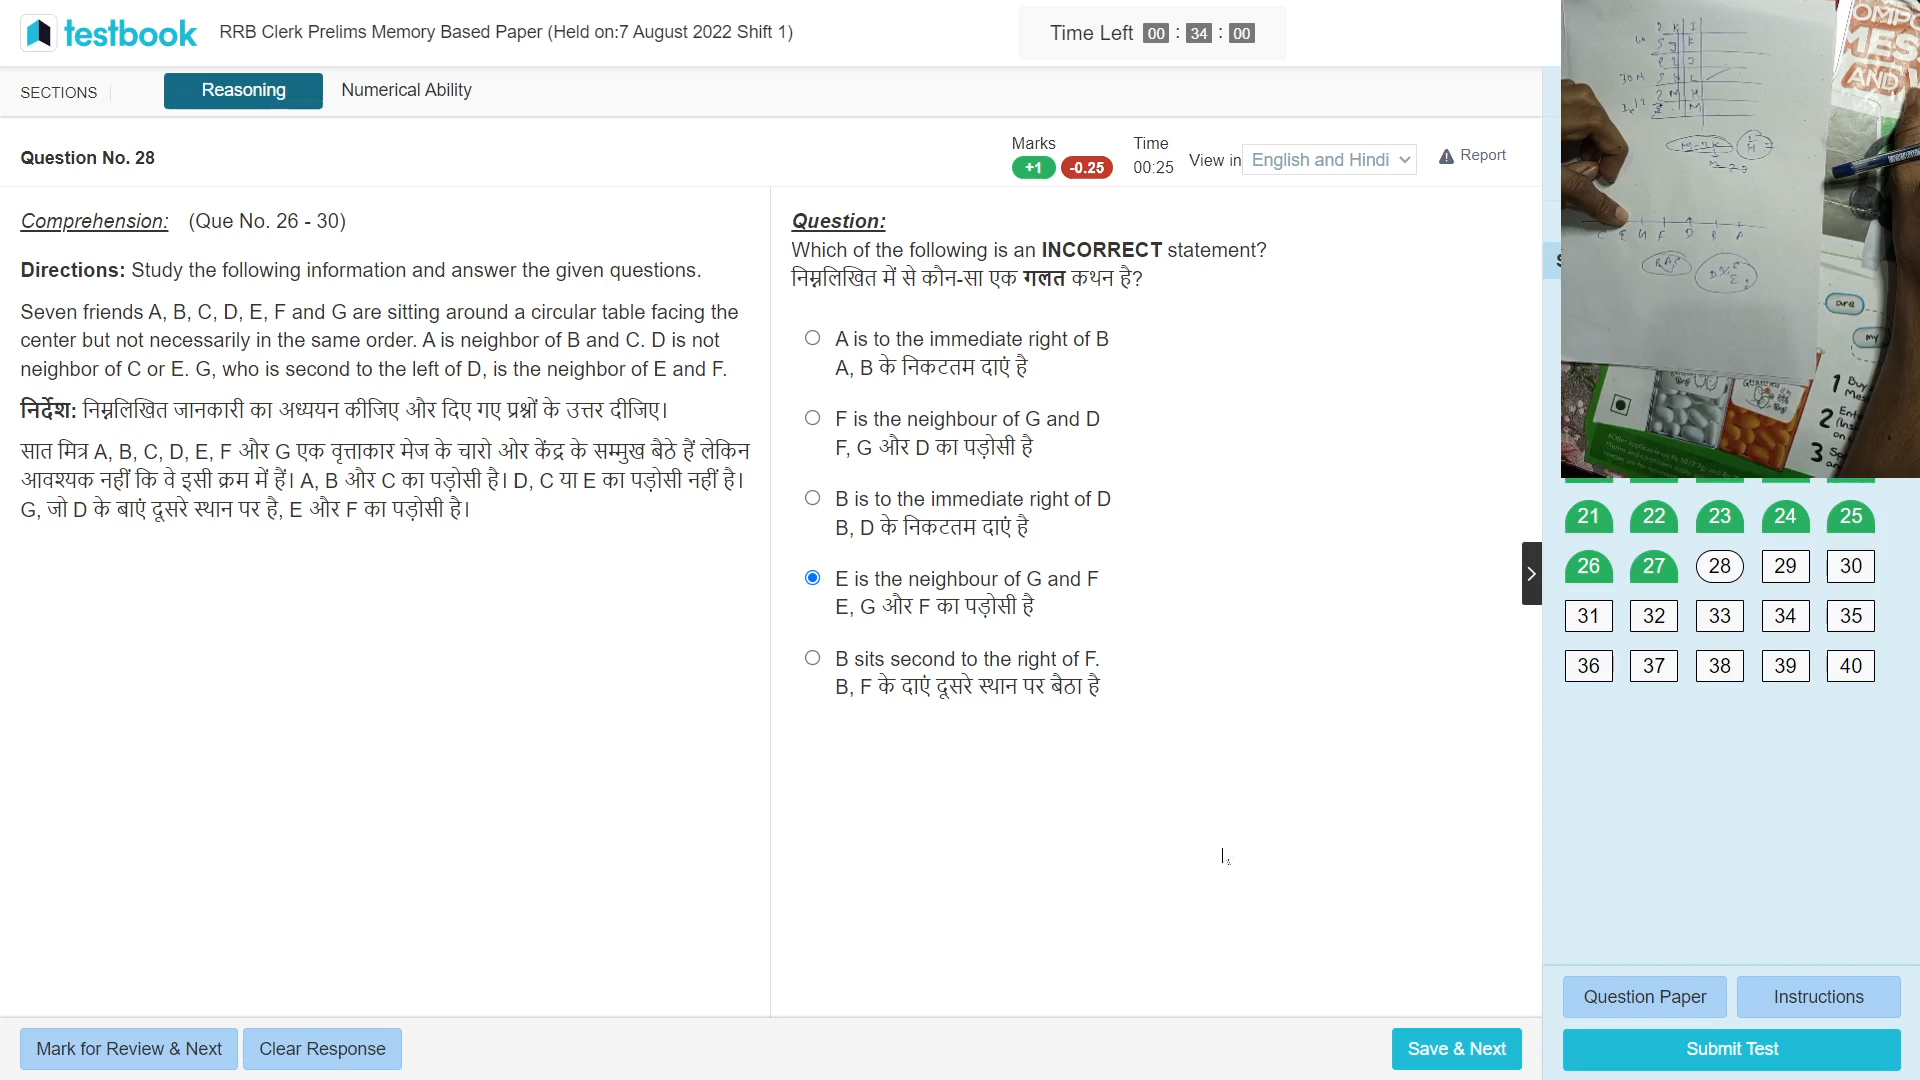 testbook
RRB Clerk Prelims Memory Based Paper (Held on:7 August 2022 Shift 1)
Time Left 00 : 34 : 00
SECTIONS
Reasoning
Numerical Ability
Question No. 28
Marks
+1 -0.25
Time
00:25
View in English and Hindi
Report
Comprehension: (Que No. 26 - 30)
Directions: Study the following information and answer the given questions.
Seven friends A, B, C, D, E, F and G are sitting around a circular table facing the
center but not necessarily in the same order. A is neighbor of B and C. D is not
neighbor of C or E. G, who is second to the left of D, is the neighbor of E and F.
निर्देश: निम्नलिखित जानकारी का अध्ययन कीजिए और दिए गए प्रश्नों के उत्तर दीजिए।
सात मित्र A, B, C, D, E, F और G एक वृत्ताकार मेज के चारो ओर केंद्र के सम्मुख बैठे हैं लेकिन
आवश्यक नहीं कि वे इसी क्रम में हैं। A, B और C का पड़ोसी है। D, C या E का पड़ोसी नहीं है।
G, जो D के बाएं दूसरे स्थान पर है, E और F का पड़ोसी है।
Question:
Which of the following is an INCORRECT statement?
निम्नलिखित में से कौन-सा एक गलत कथन है?
A is to the immediate right of B
A, B के निकटतम दाएं है
F is the neighbour of G and D
F, G और D का पड़ोसी है
B is to the immediate right of D
B, D के निकटतम दाएं है
E is the neighbour of G and F
E, G और F का पड़ोसी है
B sits second to the right of F.
B, F के दाएं दूसरे स्थान पर बैठा है
MES
AND
are
my
1 Buy
2
3
21 22 23 24 25
26 27 28 29 30
31 32 33 34 35
36 37 38 39 40
Question Paper
Instructions
Mark for Review & Next
Clear Response
Save & Next
Submit Test